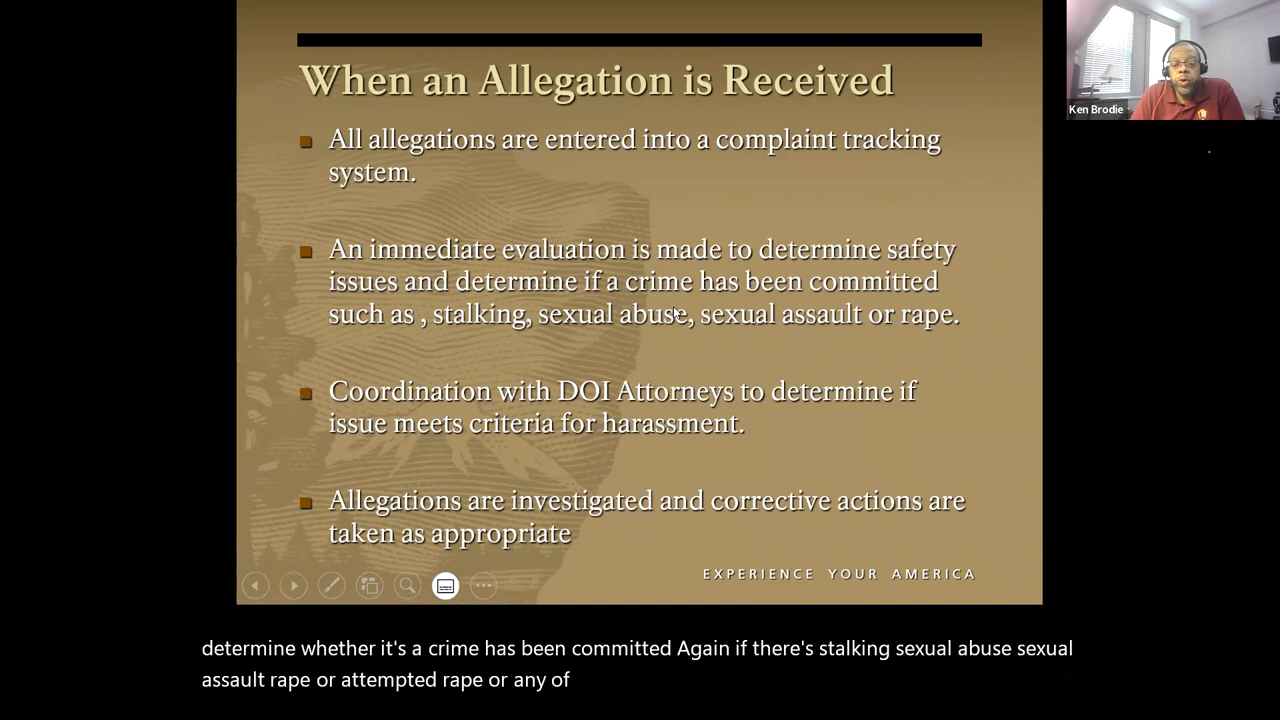 When an Allegation is Received
All allegations are entered into a complaint tracking
system.
An immediate evaluation is made to determine safety
issues and determine if a crime has been committed
such as , stalking, sexual abuse, sexual assault or rape.
Coordination with DOI Attorneys to determine if
issue meets criteria for harassment.
Allegations are investigated and corrective actions are
taken as appropriate
EXPERIENCE YOUR AMERICA
Ken Brodie
determine whether it's a crime has been committed Again if there's stalking sexual abuse sexual
assault rape or attempted rape or any of